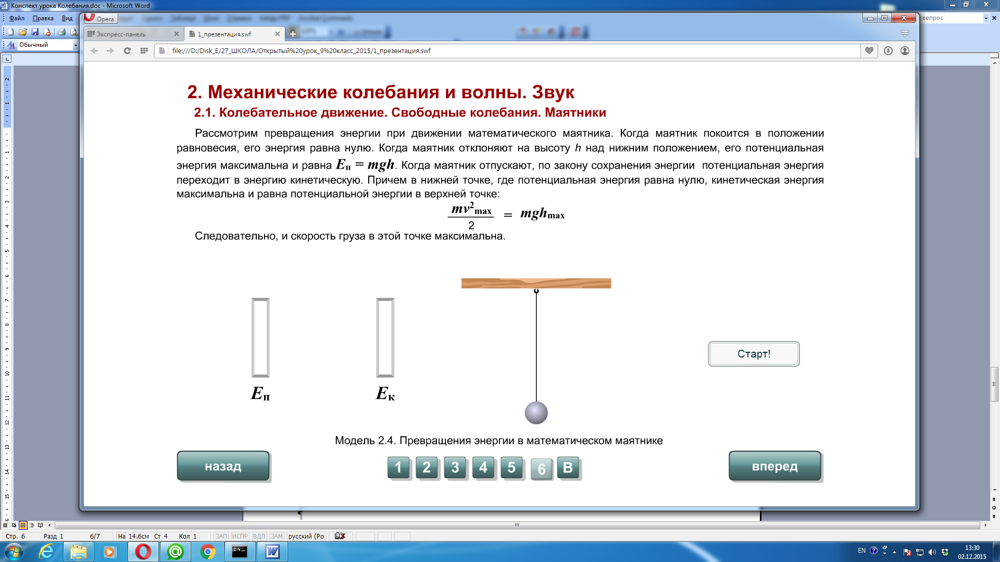 Конспект урока Колебания.doc - Microsoft Word
Файл Правка Вид
вопрос
Opera
Обычный
Экспресс-панель
1_презентация.swf
file:///D:/Disk_E/27_ШКОЛА/Открытый%20урок_9%20класс_2015/1_презентация.swf
2. Механические колебания и волны. Звук
2.1. Колебательное движение. Свободные колебания. Маятники
Рассмотрим превращения энергии при движении математического маятника. Когда маятник покоится в положении
равновесия, его энергия равна нулю. Когда маятник отклоняют на высоту h над нижним положением, его потенциальная
энергия максимальна и равна Eп = mgh. Когда маятник отпускают, по закону сохранения энергии потенциальная энергия
переходит в энергию кинетическую. Причем в нижней точке, где потенциальная энергия равна нулю, кинетическая энергия
максимальна и равна потенциальной энергии в верхней точке:
mv²max / 2 = mghmax
Следовательно, и скорость груза в этой точке максимальна.
Старт!
Eп
Eк
Модель 2.4. Превращения энергии в математическом маятнике
назад
1 2 3 4 5 6 В
вперед
Стр. 6 Разд 1 6/7 На 14.6см Ст 4 Кол 1 ЗАП ИСПР ВДЛ ЗАМ русский (Ро
EN
13:30
02.12.2015